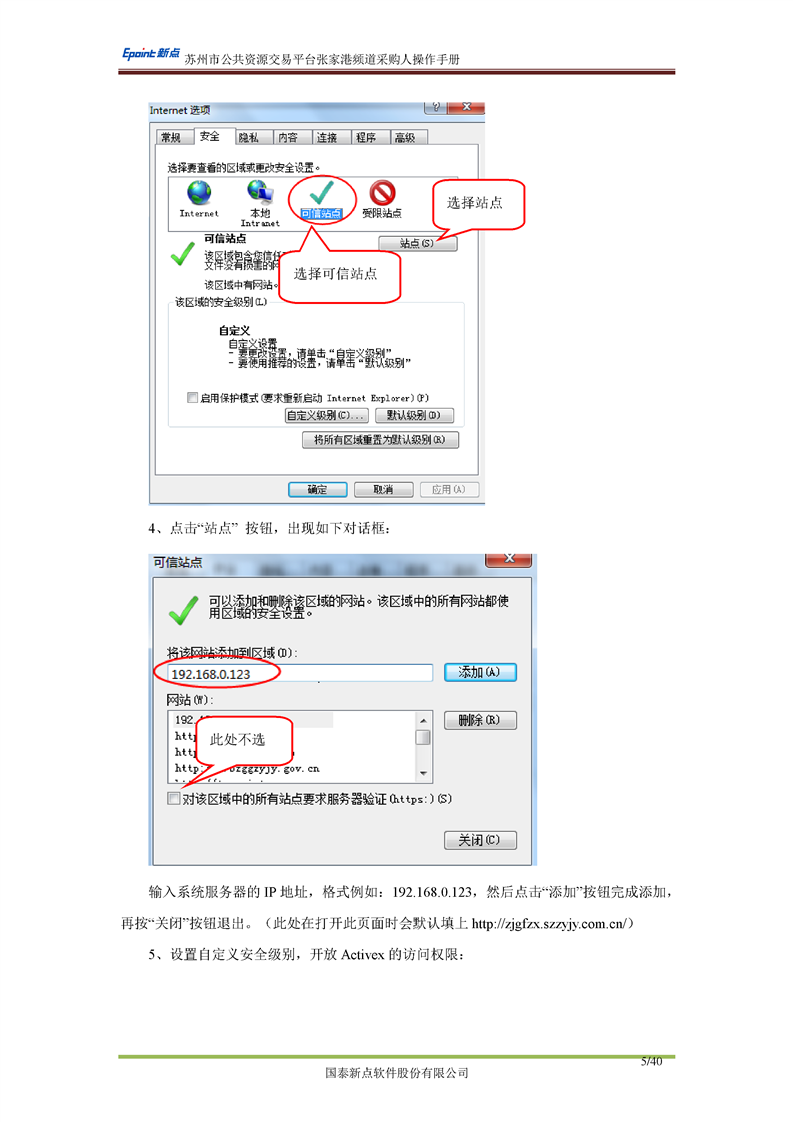 Epoint新点 苏州市公共资源交易平台张家港频道采购人操作手册
Internet 选项
常规 安全 隐私 内容 连接 程序 高级
选择要查看的区域或更改安全设置。
Internet 本地 Intranet 可信站点 受限站点
选择站点
可信站点
站点(S)
该区域包含您信任
文件没有损害的网
该区域中有网站。
选择可信站点
该区域的安全级别(L)
自定义
自定义设置
- 要更改设置，请单击“自定义级别”
- 要使用推荐的设置，请单击“默认级别”
启用保护模式(要求重新启动 Internet Explorer)(P)
自定义级别(C)... 默认级别(D)
将所有区域重置为默认级别(R)
确定 取消 应用(A)
4、点击“站点” 按钮，出现如下对话框：
可信站点
可以添加和删除该区域的网站。该区域中的所有网站都使
用区域的安全设置。
将该网站添加到区域(D):
192.168.0.123 添加(A)
网站(W):
192. 删除(R)
此处不选
对该区域中的所有站点要求服务器验证(https:)(S)
关闭(C)
输入系统服务器的 IP 地址，格式例如：192.168.0.123，然后点击“添加”按钮完成添加，
再按“关闭”按钮退出。（此处在打开此页面时会默认填上 http://zjgfzx.szzyjy.com.cn/）
5、设置自定义安全级别，开放 Activex 的访问权限：
5/40
国泰新点软件股份有限公司